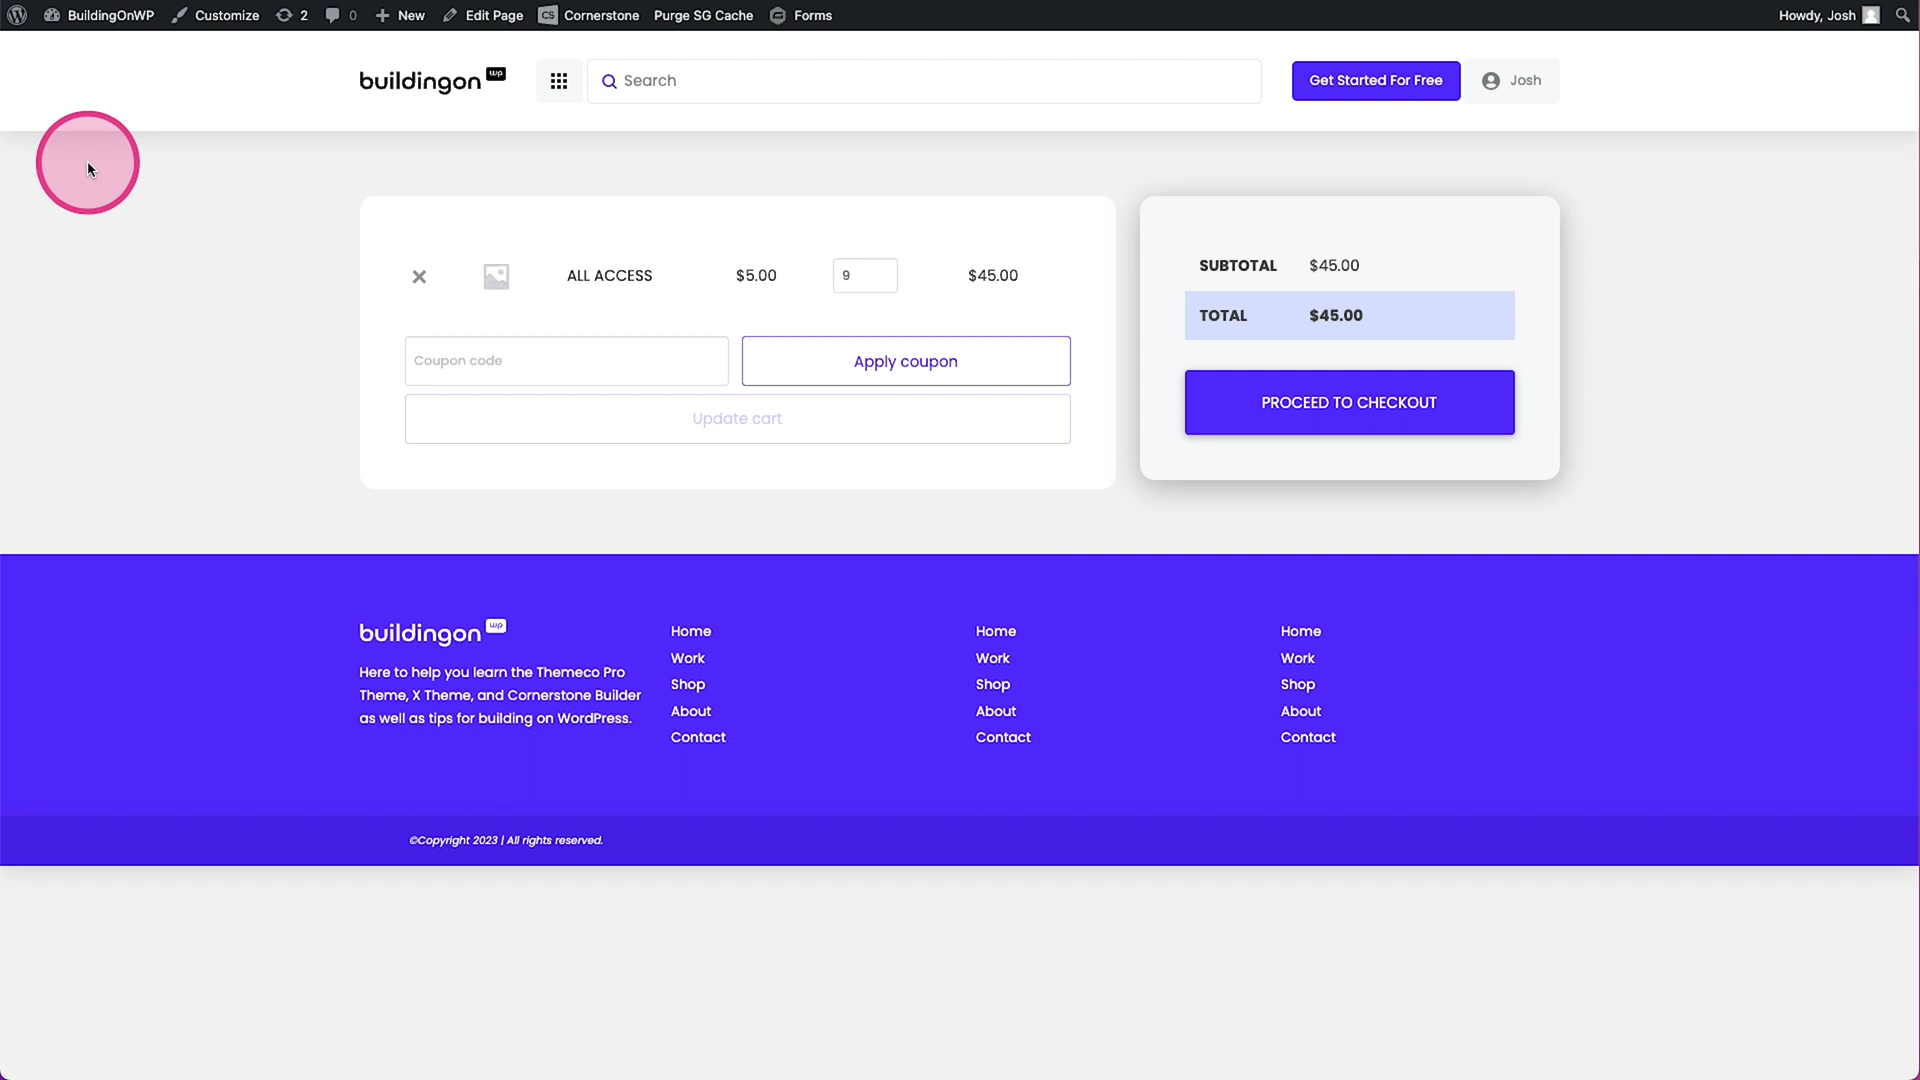 BuildingOnWP Customize 2 0 New Edit Page CS Cornerstone Purge SG Cache Forms Howdy, Josh
buildingon wp Search Get Started For Free Josh
ALL ACCESS $5.00 9 $45.00
Coupon code Apply coupon
Update cart
SUBTOTAL $45.00
TOTAL $45.00
PROCEED TO CHECKOUT
buildingon wp
Here to help you learn the Themeco Pro
Theme, X Theme, and Cornerstone Builder
as well as tips for building on WordPress.
Home
Work
Shop
About
Contact
Home
Work
Shop
About
Contact
Home
Work
Shop
About
Contact
©Copyright 2023 | All rights reserved.